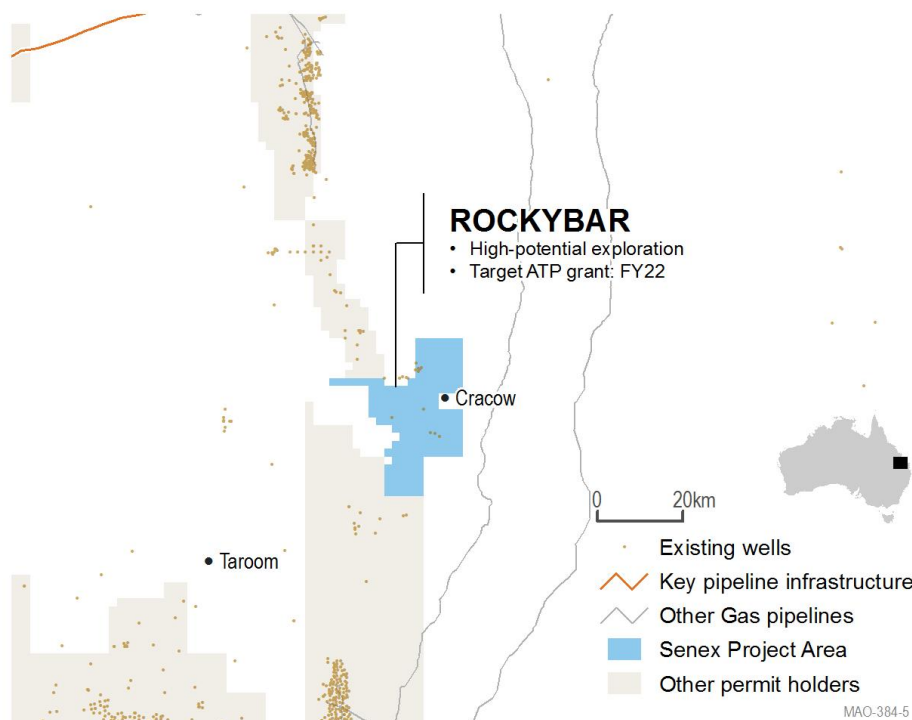 ROCKYBAR
• High-potential exploration
• Target ATP grant: FY22
Cracow
0 20km
Taroom
Existing wells
Key pipeline infrastructure
Other Gas pipelines
Senex Project Area
Other permit holders
MAO-384-5